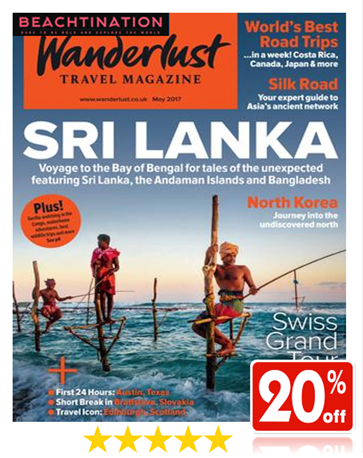 BEACHTINATION
DARE TO BE BOLD AND EXPLORE THE WORLD
Wanderlust
TRAVEL MAGAZINE
www.wanderlust.co.uk May 2017
World's Best
Road Trips
...in a week! Costa Rica,
Canada, Japan & more
Silk Road
Your expert guide to
Asia's ancient network
SRI LANKA
Voyage to the Bay of Bengal for tales of the unexpected
featuring Sri Lanka, the Andaman Islands and Bangladesh
Plus!
Gorilla-watching in the
Congo, motorhome
adventures, best
wildlife trips and more
See p8
North Korea
Journey into the
undiscovered north
Swiss
Grand
Tour
+
First 24 Hours: Austin, Texas
Short Break in Bratislava, Slovakia
Travel Icon: Edinburgh, Scotland
20% off